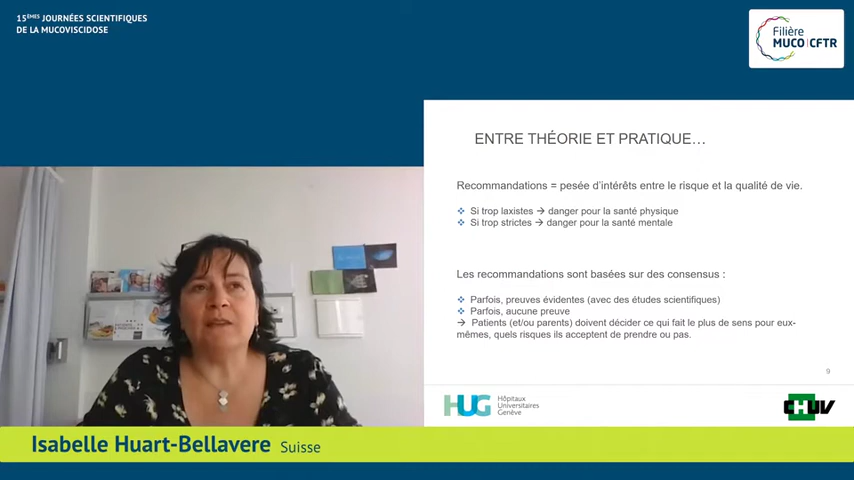 15ÈMES JOURNÉES SCIENTIFIQUES
DE LA MUCOVISCIDOSE
Filière
MUCO CFTR
ENTRE THÉORIE ET PRATIQUE…
Recommandations = pesée d'intérêts entre le risque et la qualité de vie.
❖ Si trop laxistes → danger pour la santé physique
❖ Si trop strictes → danger pour la santé mentale
Les recommandations sont basées sur des consensus :
❖ Parfois, preuves évidentes (avec des études scientifiques)
❖ Parfois, aucune preuve
→ Patients (et/ou parents) doivent décider ce qui fait le plus de sens pour eux-
mêmes, quels risques ils acceptent de prendre ou pas.
9
HUG
Hôpitaux
Universitaires
Genève
CHUV
Isabelle Huart-Bellavere Suisse